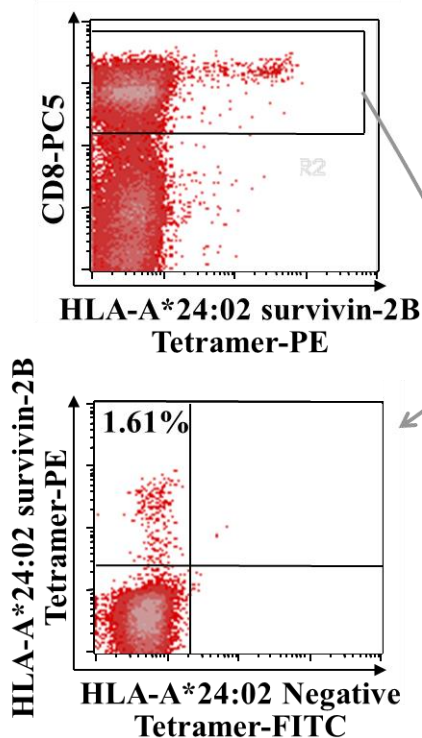 CD8-PC5
R2
HLA-A*24:02 survivin-2B
Tetramer-PE
HLA-A*24:02 survivin-2B
Tetramer-PE
1.61%
HLA-A*24:02 Negative
Tetramer-FITC